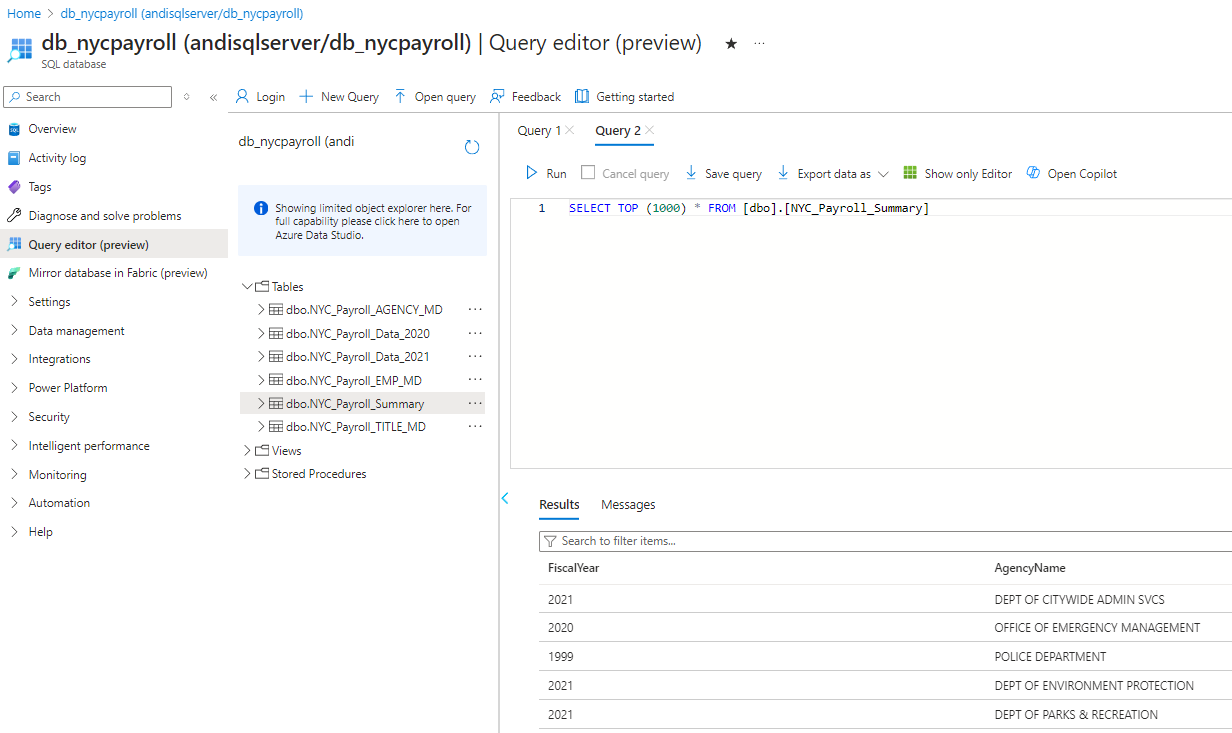 Home > db_nycpayroll (andisqlserver/db_nycpayroll)
db_nycpayroll (andisqlserver/db_nycpayroll) | Query editor (preview) ★ ...
SQL database
Search
Overview
Activity log
Tags
Diagnose and solve problems
Query editor (preview)
Mirror database in Fabric (preview)
Settings
Data management
Integrations
Power Platform
Security
Intelligent performance
Monitoring
Automation
Help
Login
New Query
Open query
Feedback
Getting started
db_nycpayroll (andi
Showing limited object explorer here. For
full capability please click here to open
Azure Data Studio.
Tables
dbo.NYC_Payroll_AGENCY_MD ...
dbo.NYC_Payroll_Data_2020 ...
dbo.NYC_Payroll_Data_2021 ...
dbo.NYC_Payroll_EMP_MD ...
dbo.NYC_Payroll_Summary ...
dbo.NYC_Payroll_TITLE_MD ...
Views
Stored Procedures
Query 1 Query 2
Run Cancel query Save query Export data as Show only Editor Open Copilot
1 SELECT TOP (1000) * FROM [dbo].[NYC_Payroll_Summary]
Results Messages
Search to filter items...
FiscalYear AgencyName
2021 DEPT OF CITYWIDE ADMIN SVCS
2020 OFFICE OF EMERGENCY MANAGEMENT
1999 POLICE DEPARTMENT
2021 DEPT OF ENVIRONMENT PROTECTION
2021 DEPT OF PARKS & RECREATION